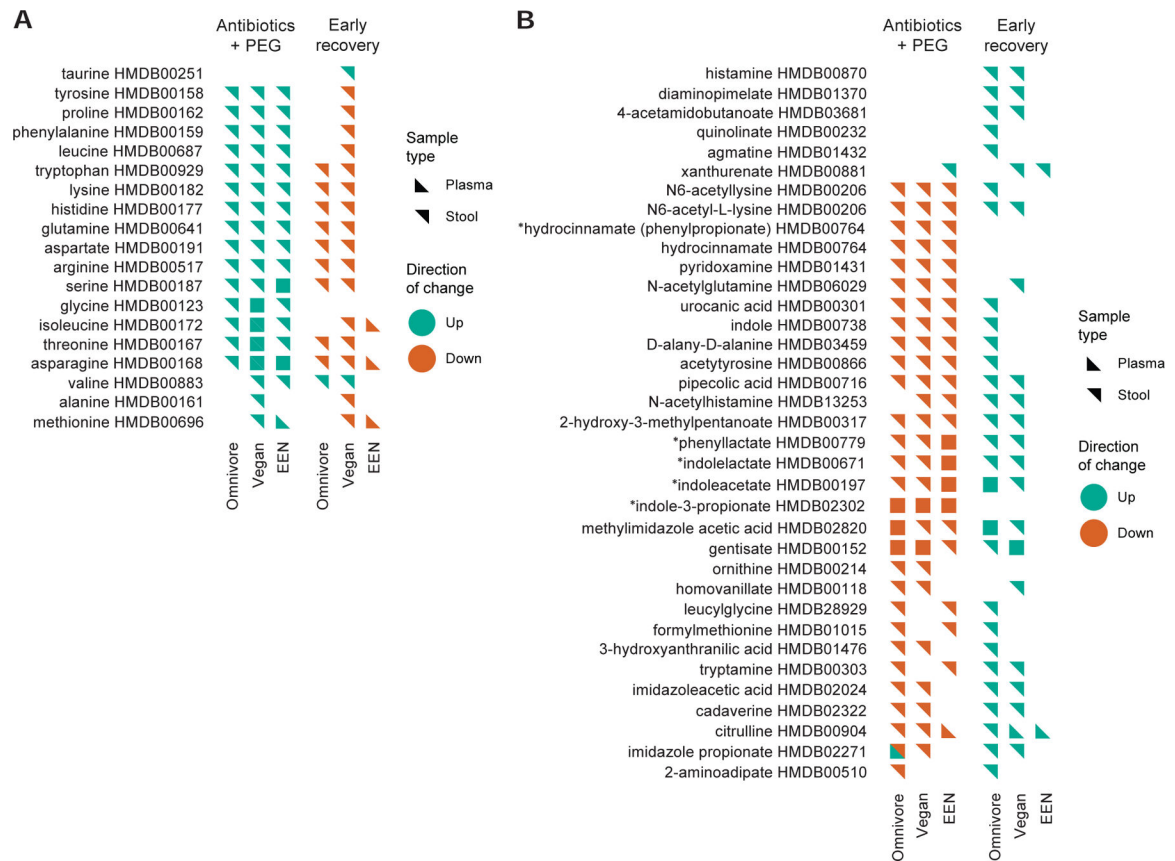 A
Antibiotics
+ PEG
Early
recovery
taurine HMDB00251
tyrosine HMDB00158
proline HMDB00162
phenylalanine HMDB00159
leucine HMDB00687
tryptophan HMDB00929
lysine HMDB00182
histidine HMDB00177
glutamine HMDB00641
aspartate HMDB00191
arginine HMDB00517
serine HMDB00187
glycine HMDB00123
isoleucine HMDB00172
threonine HMDB00167
asparagine HMDB00168
valine HMDB00883
alanine HMDB00161
methionine HMDB00696
Omnivore
Vegan
EEN
Omnivore
Vegan
EEN
Sample
type
Plasma
Stool
Direction
of change
Up
Down
B
Antibiotics
+ PEG
Early
recovery
histamine HMDB00870
diaminopimelate HMDB01370
4-acetamidobutanoate HMDB03681
quinolinate HMDB00232
agmatine HMDB01432
xanthurenate HMDB00881
N6-acetyllysine HMDB00206
N6-acetyl-L-lysine HMDB00206
*hydrocinnamate (phenylpropionate) HMDB00764
hydrocinnamate HMDB00764
pyridoxamine HMDB01431
N-acetylglutamine HMDB06029
urocanic acid HMDB00301
indole HMDB00738
D-alany-D-alanine HMDB03459
acetytyrosine HMDB00866
pipecolic acid HMDB00716
N-acetylhistamine HMDB13253
2-hydroxy-3-methylpentanoate HMDB00317
*phenyllactate HMDB00779
*indolelactate HMDB00671
*indoleacetate HMDB00197
*indole-3-propionate HMDB02302
methylimidazole acetic acid HMDB02820
gentisate HMDB00152
ornithine HMDB00214
homovanillate HMDB00118
leucylglycine HMDB28929
formylmethionine HMDB01015
3-hydroxyanthranilic acid HMDB01476
tryptamine HMDB00303
imidazoleacetic acid HMDB02024
cadaverine HMDB02322
citrulline HMDB00904
imidazole propionate HMDB02271
2-aminoadipate HMDB00510
Omnivore
Vegan
EEN
Omnivore
Vegan
EEN
Sample
type
Plasma
Stool
Direction
of change
Up
Down